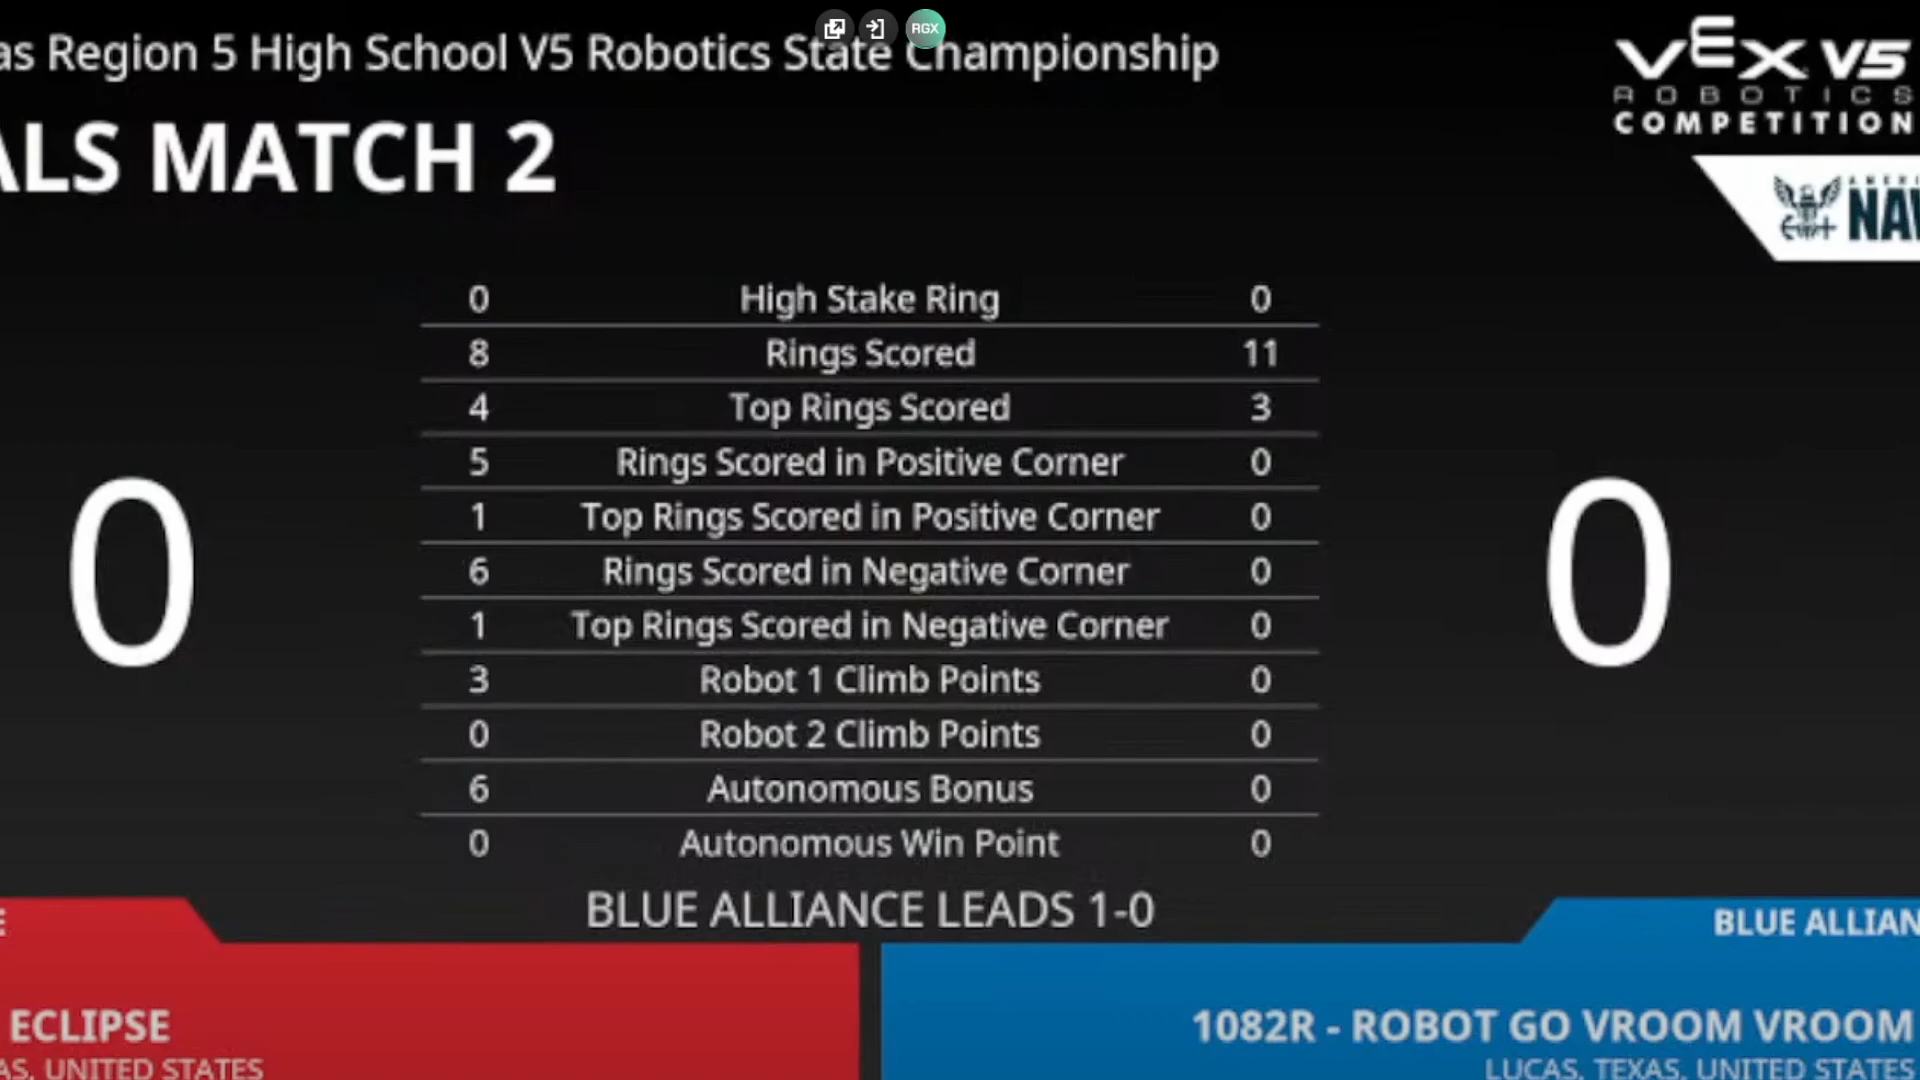 RGX
as Region 5 High School V5 Robotics State Championship
VEX V5
ROBOTICS
COMPETITION
ALS MATCH 2
AMERI
NAV
0 High Stake Ring 0
8 Rings Scored 11
4 Top Rings Scored 3
5 Rings Scored in Positive Corner 0
1 Top Rings Scored in Positive Corner 0
6 Rings Scored in Negative Corner 0
1 Top Rings Scored in Negative Corner 0
3 Robot 1 Climb Points 0
0 Robot 2 Climb Points 0
6 Autonomous Bonus 0
0 Autonomous Win Point 0
0 0
BLUE ALLIANCE LEADS 1-0
E
BLUE ALLIAN
ECLIPSE
AS, UNITED STATES
1082R - ROBOT GO VROOM VROOM
LUCAS, TEXAS, UNITED STATES